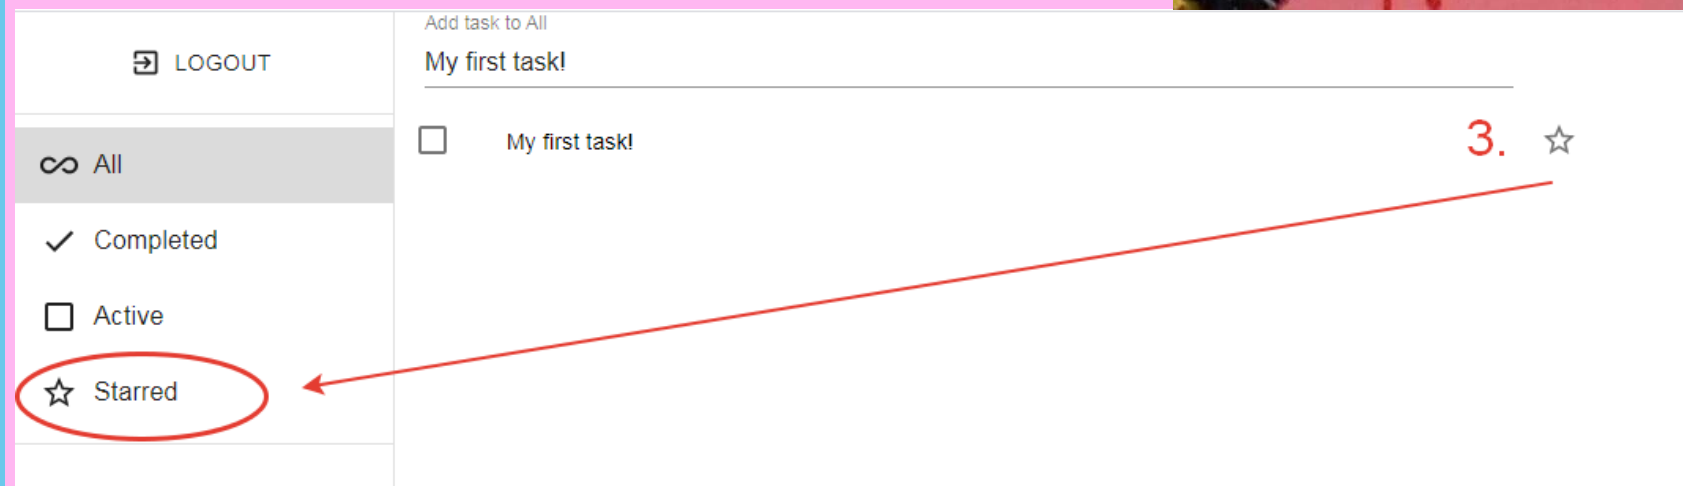 LOGOUT
All
Completed
Active
Starred
Add task to All
My first task!
My first task!
3.